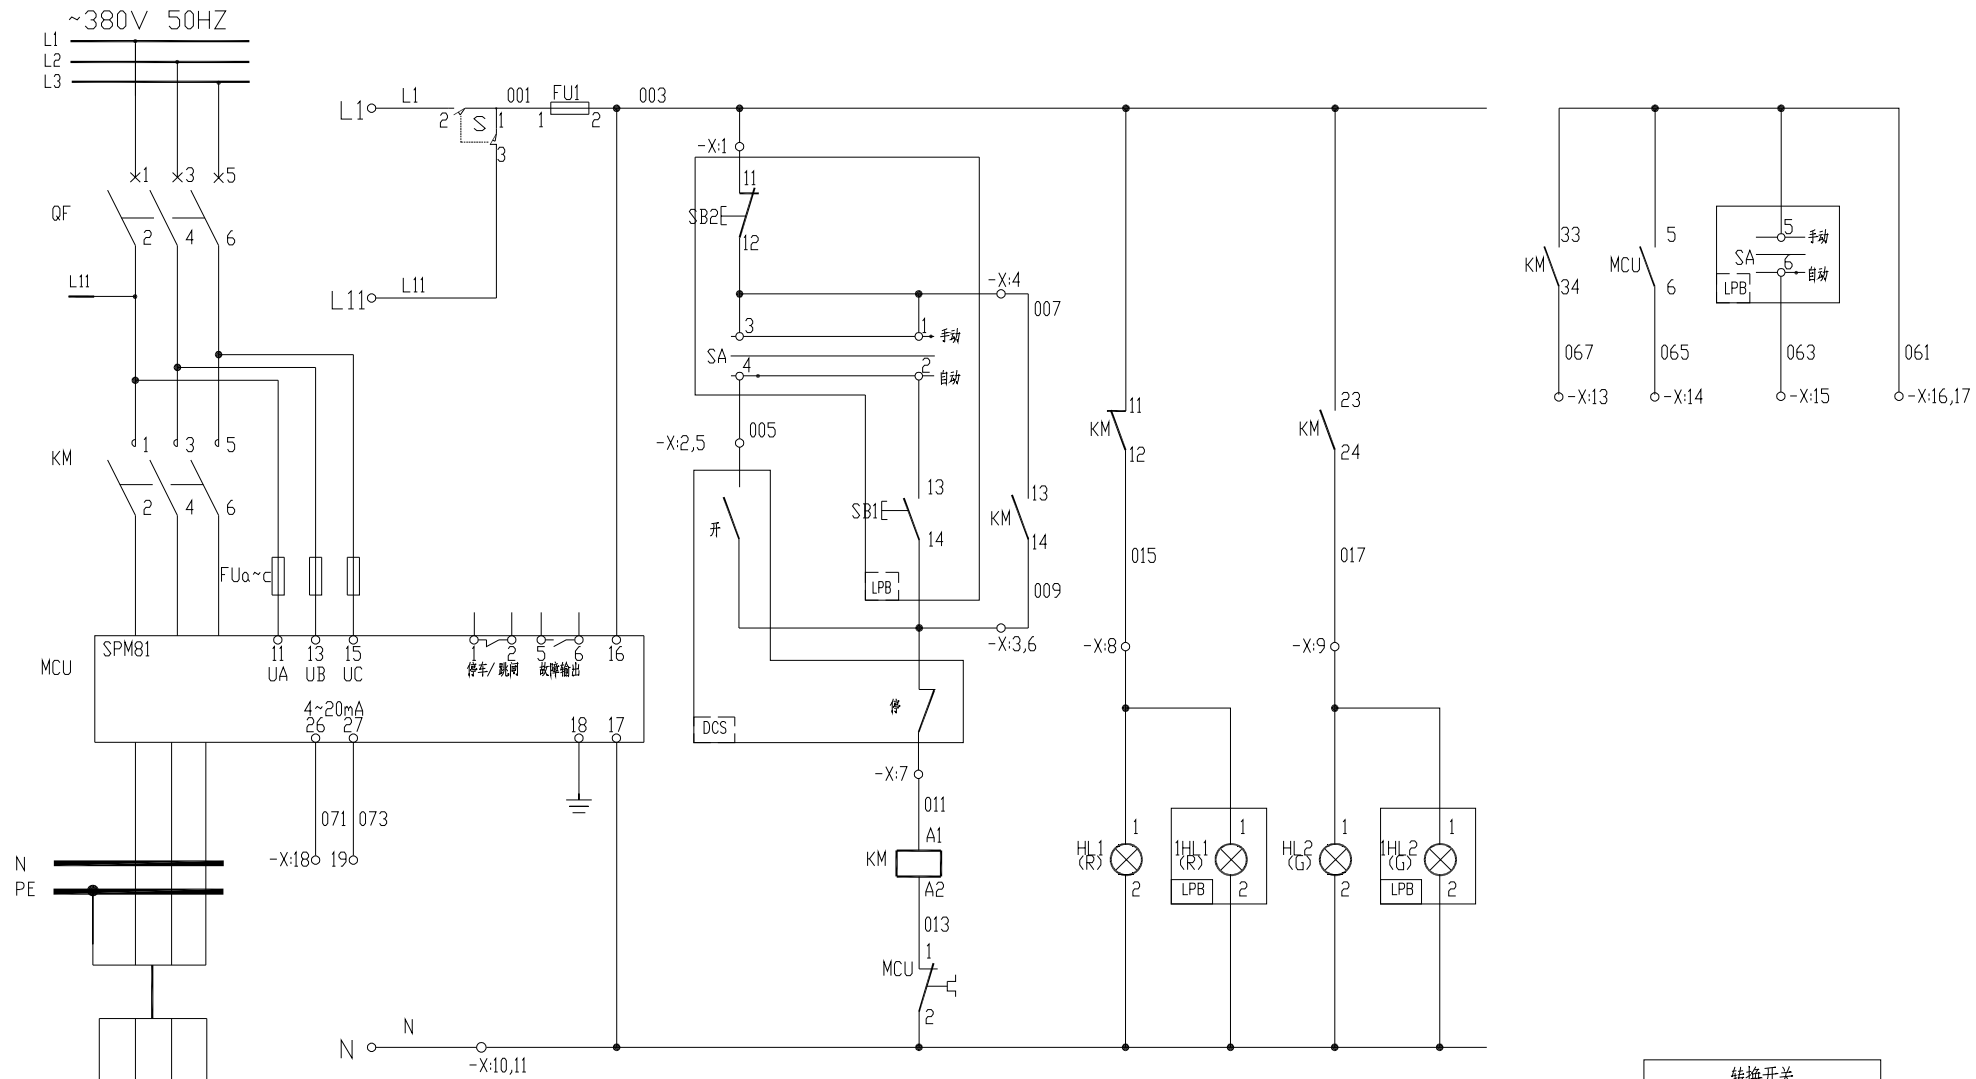 ~380V 50HZ
L1
L2
L3
1 3 5
QF
2 4 6
L11
1 3 5
KM
2 4 6
FUa~c
MCU
SPM81
11 13 15
UA UB UC
4~20mA
26 27
1 2 5 6 16
停车/跳闸 故障输出
18 17
071 073
-X:18 19
N
PE
L1 L1 2 S 1 3 001 1 FU1 2 003
L11 L11
N N
-X:10,11
-X:1
11
SB2
12
-X:4
007
3 1 手动
SA
4 2 自动
-X:2,5 005
开
13
SB1
14
LPB
13
KM
14
009
-X:3,6
停
DCS
-X:7
011
A1
KM
A2
013
1
MCU
2
11
KM
12
015
-X:8
1 1
HL1 1HL1
(R) (R)
2 2
LPB
23
KM
24
017
-X:9
1 1
HL2 1HL2
(G) (G)
2 2
LPB
33
KM
34
067
-X:13
5
MCU
6
065
-X:14
5 手动
SA
6 自动
LPB
063
-X:15
061
-X:16,17
转换开关